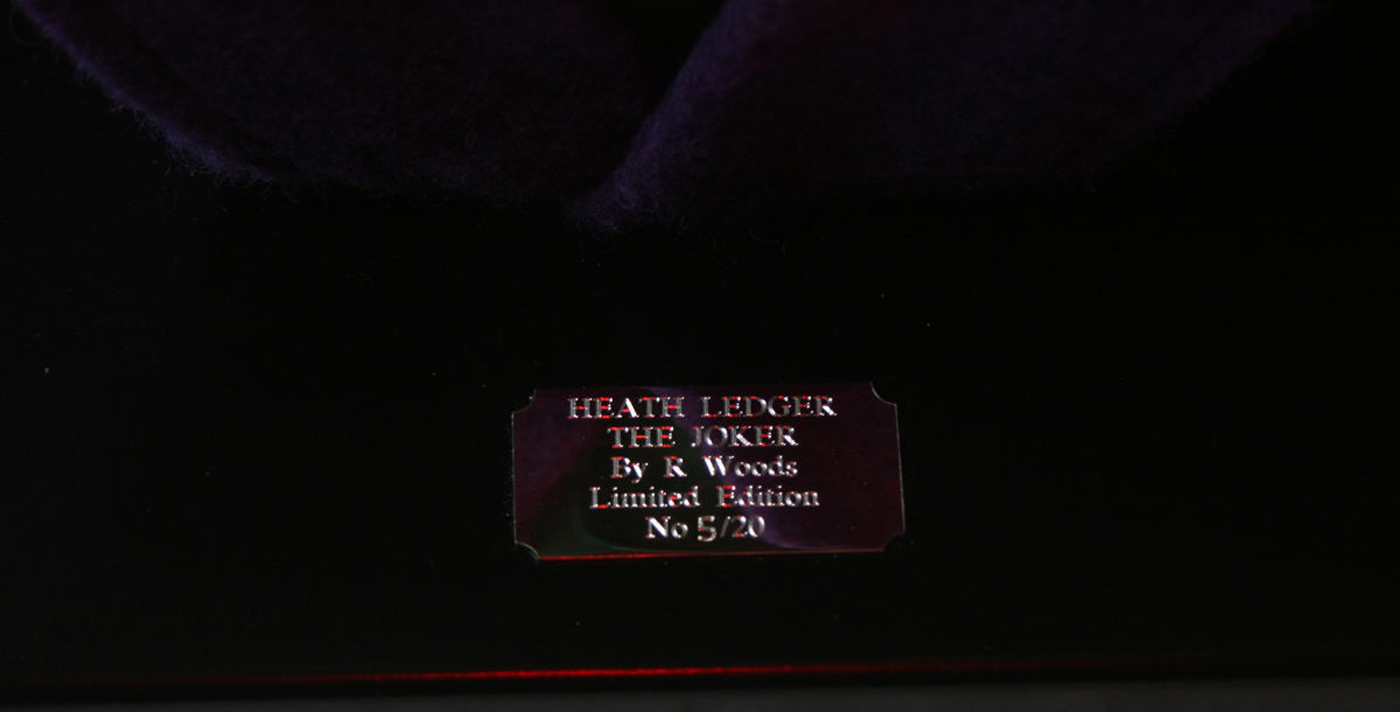 HEATH LEDGER
THE JOKER
By R Woods
Limited Edition
No 5/20